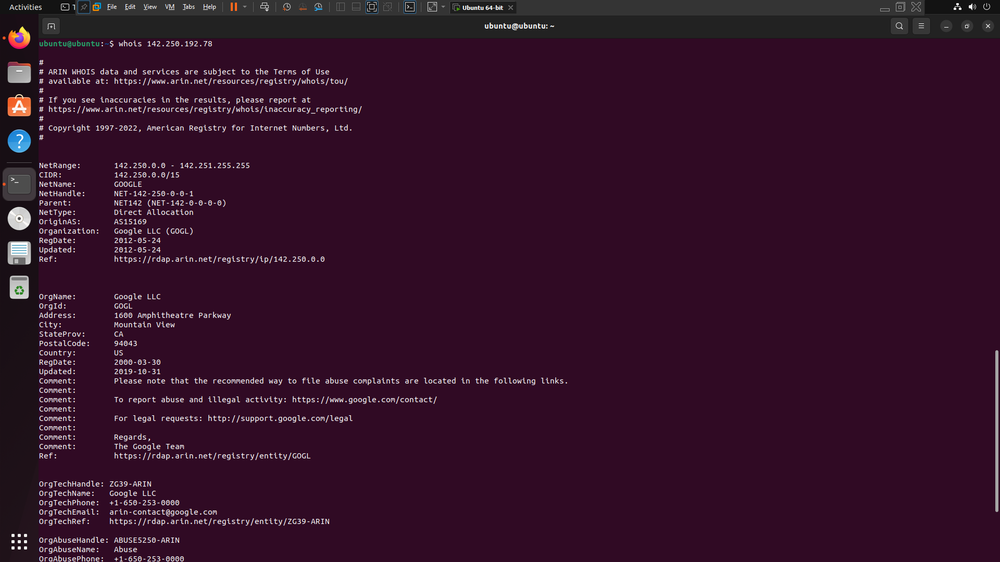 Activities
T
File Edit View VM Tabs Help
Ubuntu 64-bit
ubuntu@ubuntu: ~
ubuntu@ubuntu:~$ whois 142.250.192.78
#
# ARIN WHOIS data and services are subject to the Terms of Use
# available at: https://www.arin.net/resources/registry/whois/tou/
#
# If you see inaccuracies in the results, please report at
# https://www.arin.net/resources/registry/whois/inaccuracy_reporting/
#
# Copyright 1997-2022, American Registry for Internet Numbers, Ltd.
#
NetRange: 142.250.0.0 - 142.251.255.255
CIDR: 142.250.0.0/15
NetName: GOOGLE
NetHandle: NET-142-250-0-0-1
Parent: NET142 (NET-142-0-0-0-0)
NetType: Direct Allocation
OriginAS: AS15169
Organization: Google LLC (GOGL)
RegDate: 2012-05-24
Updated: 2012-05-24
Ref: https://rdap.arin.net/registry/ip/142.250.0.0
OrgName: Google LLC
OrgId: GOGL
Address: 1600 Amphitheatre Parkway
City: Mountain View
StateProv: CA
PostalCode: 94043
Country: US
RegDate: 2000-03-30
Updated: 2019-10-31
Comment: Please note that the recommended way to file abuse complaints are located in the following links.
Comment:
Comment: To report abuse and illegal activity: https://www.google.com/contact/
Comment:
Comment: For legal requests: http://support.google.com/legal
Comment:
Comment: Regards,
Comment: The Google Team
Ref: https://rdap.arin.net/registry/entity/GOGL
OrgTechHandle: ZG39-ARIN
OrgTechName: Google LLC
OrgTechPhone: +1-650-253-0000
OrgTechEmail: arin-contact@google.com
OrgTechRef: https://rdap.arin.net/registry/entity/ZG39-ARIN
OrgAbuseHandle: ABUSE5250-ARIN
OrgAbuseName: Abuse
OrgAbusePhone: +1-650-253-0000